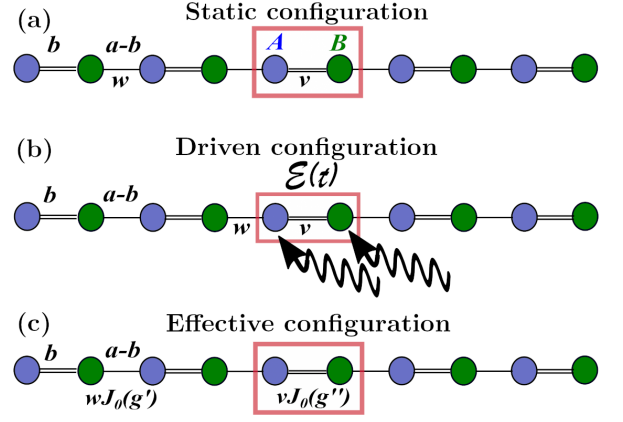 (a) Static configuration
b a-b A B
w v
(b) Driven configuration
ℰ(t)
b a-b
w v
(c) Effective configuration
b a-b
wJ₀(g') vJ₀(g'')